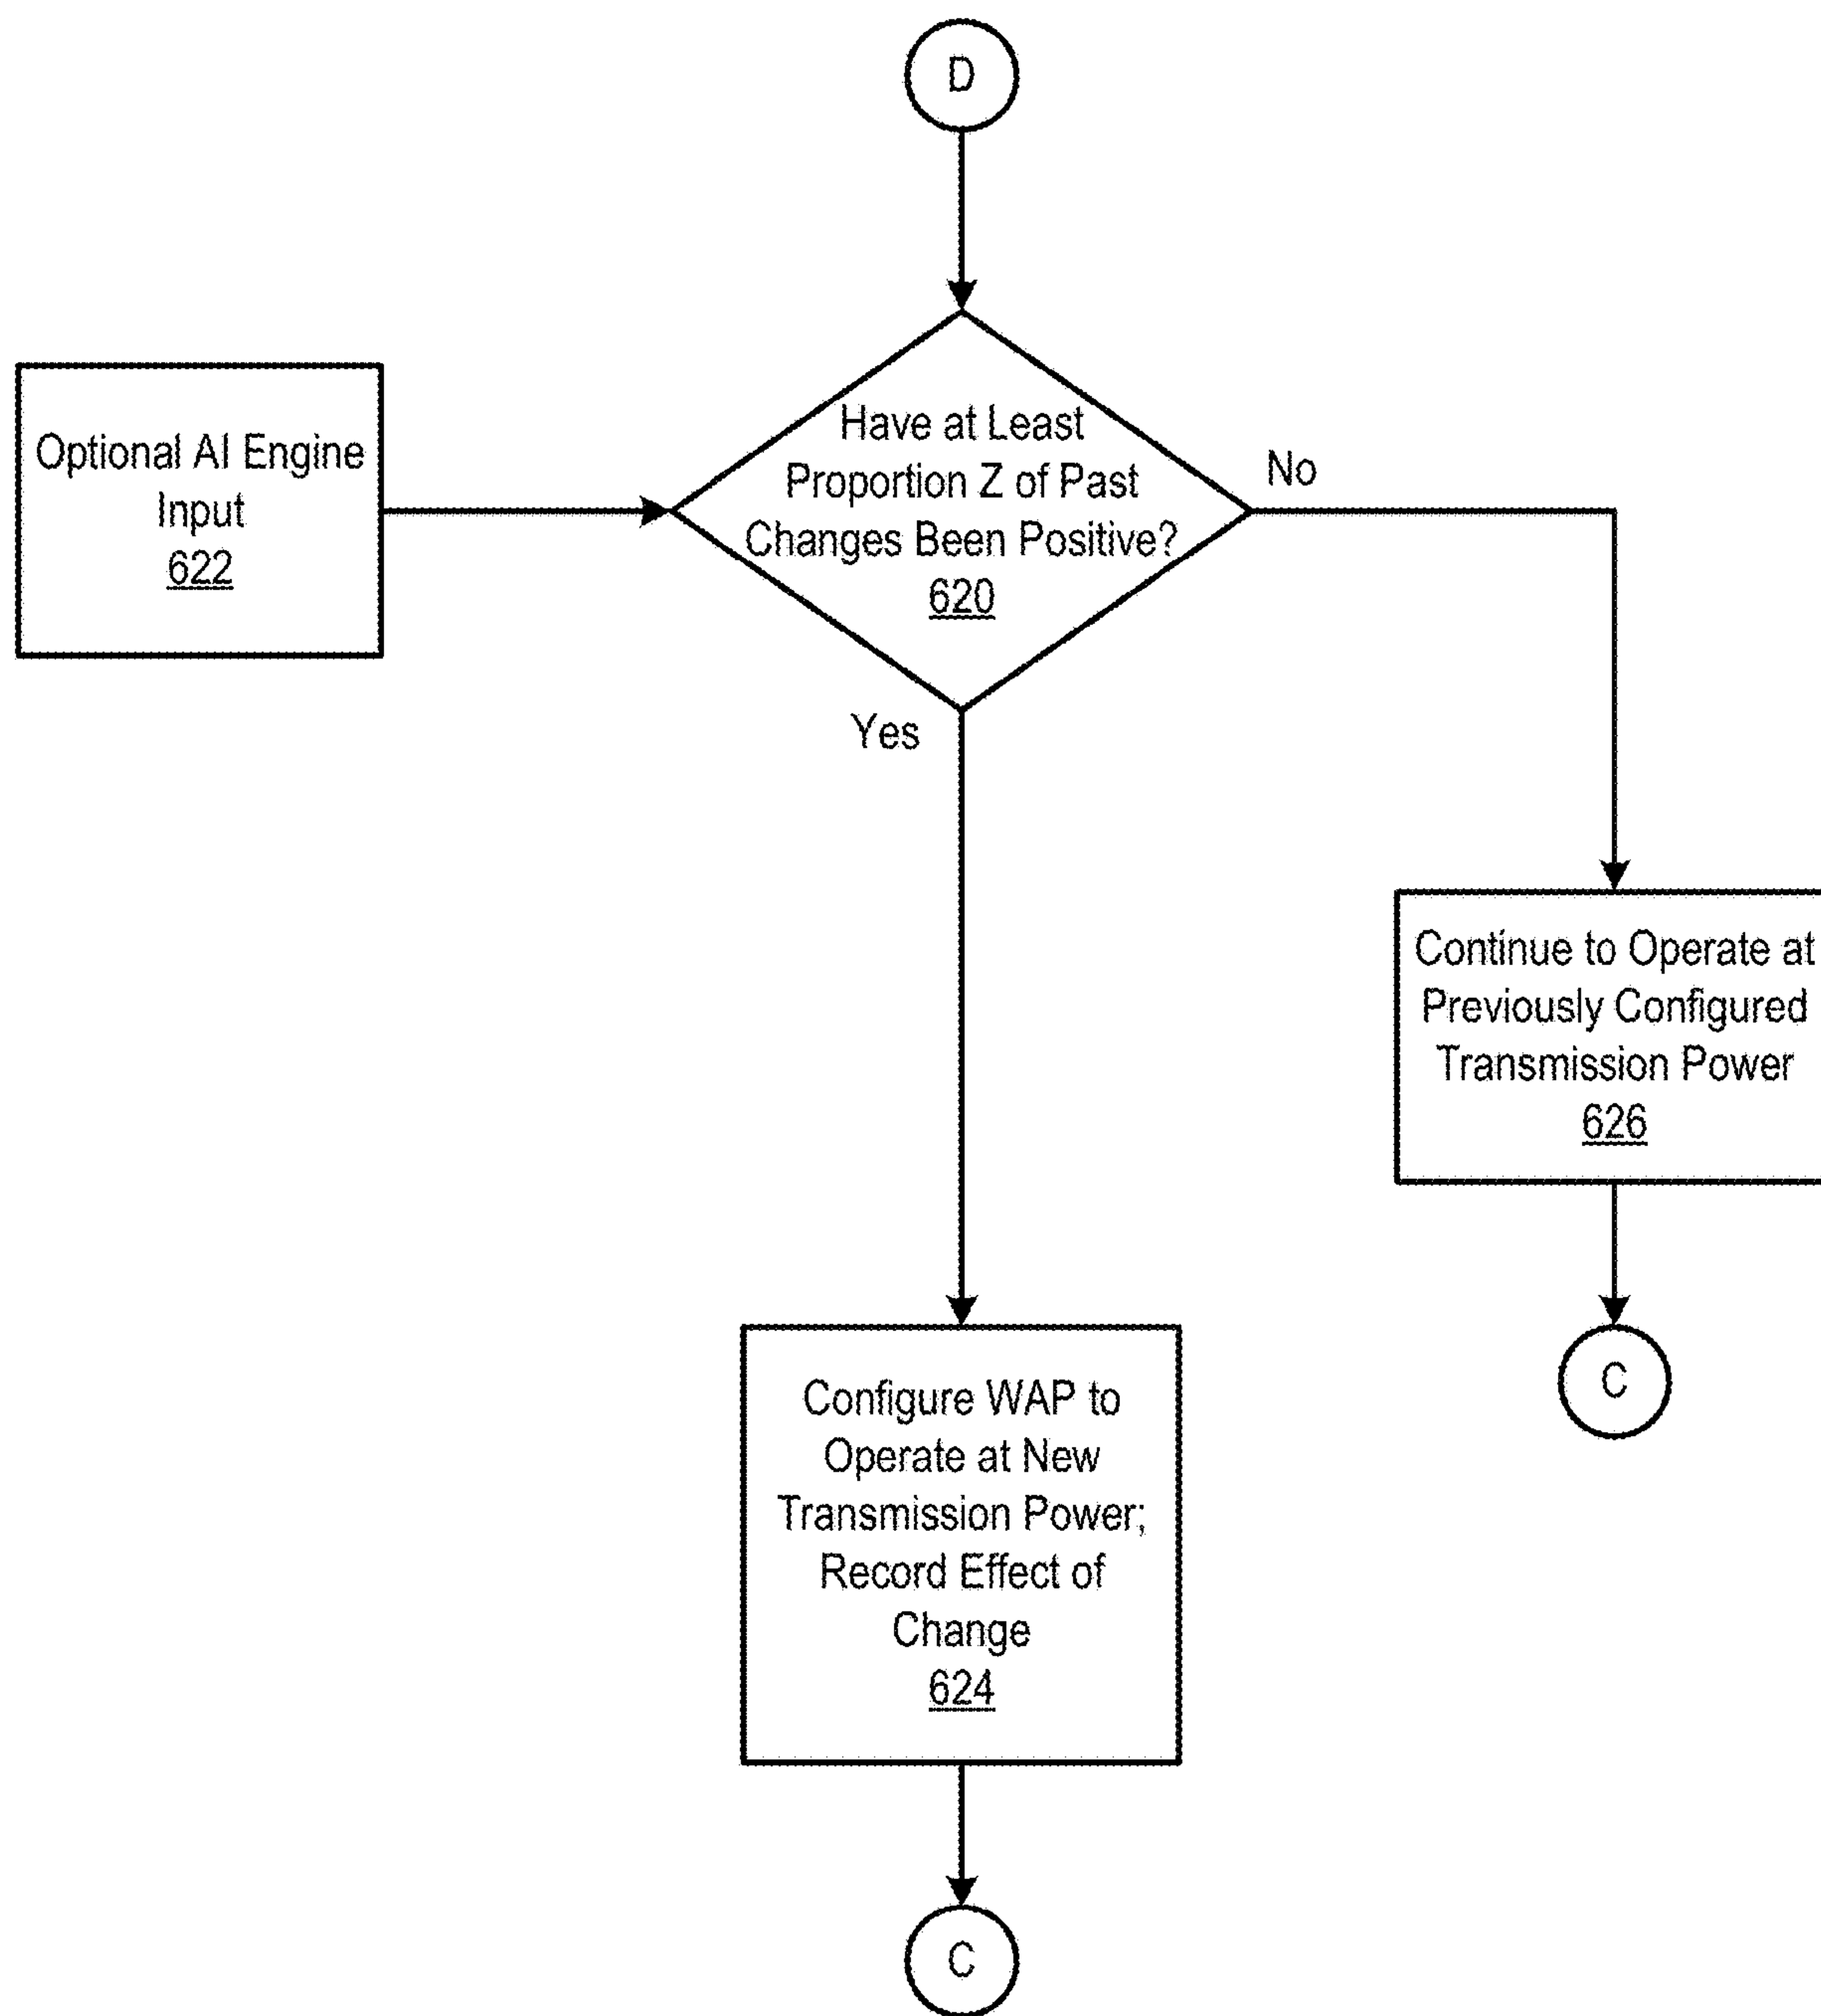 D
Optional AI Engine
Input
622
Have at Least
Proportion Z of Past
Changes Been Positive?
620
No
Yes
Continue to Operate at
Previously Configured
Transmission Power
626
C
Configure WAP to
Operate at New
Transmission Power;
Record Effect of
Change
624
C